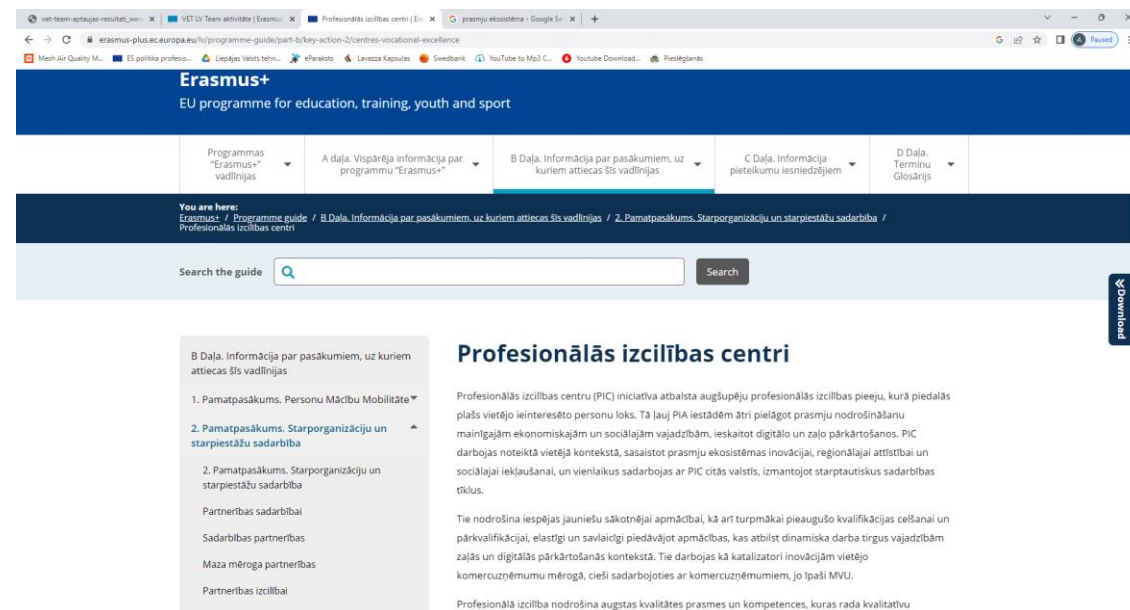 vet-team-aptaujas-rezultati_we
VET LV Team aktivitāte | Erasmus
Profesionālās izcilības centri | Er
prasmju ekosistēma - Google Se
erasmus-plus.ec.europa.eu/lv/programme-guide/part-b/key-action-2/centres-vocational-excellence
Paused
Mesh Air Quality M... ES politika profesio... Liepājas Valsts tehn... eParaksts Lavazza Kapsulas Swedbank YouTube to Mp3 C... Youtube Download... Pieslēgšanās
Erasmus+
EU programme for education, training, youth and sport
Programmas
"Erasmus+"
vadlīnijas
A daļa. Vispārēja informācija par
programmu "Erasmus+"
B Daļa. Informācija par pasākumiem, uz
kuriem attiecas šīs vadlīnijas
C Daļa. Informācija
pieteikumu iesniedzējiem
D Daļa.
Terminu
Glosārijs
You are here:
Erasmus+ / Programme guide / B Daļa. Informācija par pasākumiem, uz kuriem attiecas šīs vadlīnijas / 2. Pamatpasākums. Starporganizāciju un starpiestāžu sadarbība /
Profesionālās izcilības centri
Search the guide
Search
Download
B Daļa. Informācija par pasākumiem, uz kuriem
attiecas šīs vadlīnijas
1. Pamatpasākums. Personu Mācību Mobilitāte
2. Pamatpasākums. Starporganizāciju un
starpiestāžu sadarbība
2. Pamatpasākums. Starporganizāciju un
starpiestāžu sadarbība
Partnerības sadarbībai
Sadarbības partnerības
Maza mēroga partnerības
Partnerības izcilībai
Profesionālās izcilības centri
Profesionālās izcilības centru (PIC) iniciatīva atbalsta augšupēju profesionālās izcilības pieeju, kurā piedalās
plašs vietējo ieinteresēto personu loks. Tā ļauj PIA iestādēm ātri pielāgot prasmju nodrošināšanu
mainīgajām ekonomiskajām un sociālajām vajadzībām, ieskaitot digitālo un zaļo pārkārtošanos. PIC
darbojas noteiktā vietējā kontekstā, sasaistot prasmju ekosistēmas inovācijai, reģionālajai attīstībai un
sociālajai iekļaušanai, un vienlaikus sadarbojas ar PIC citās valstīs, izmantojot starptautiskus sadarbības
tīklus.
Tie nodrošina iespējas jauniešu sākotnējai apmācībai, kā arī turpmākai pieaugušo kvalifikācijas celšanai un
pārkvalifikācijai, elastīgi un savlaicīgi piedāvājot apmācības, kas atbilst dinamiska darba tirgus vajadzībām
zaļās un digitālās pārkārtošanās kontekstā. Tie darbojas kā katalizatori inovācijām vietējo
komercuzņēmumu mērogā, cieši sadarbojoties ar komercuzņēmumiem, jo īpaši MVU.
Profesionālā izcilība nodrošina augstas kvalitātes prasmes un kompetences, kuras rada kvalitatīvu